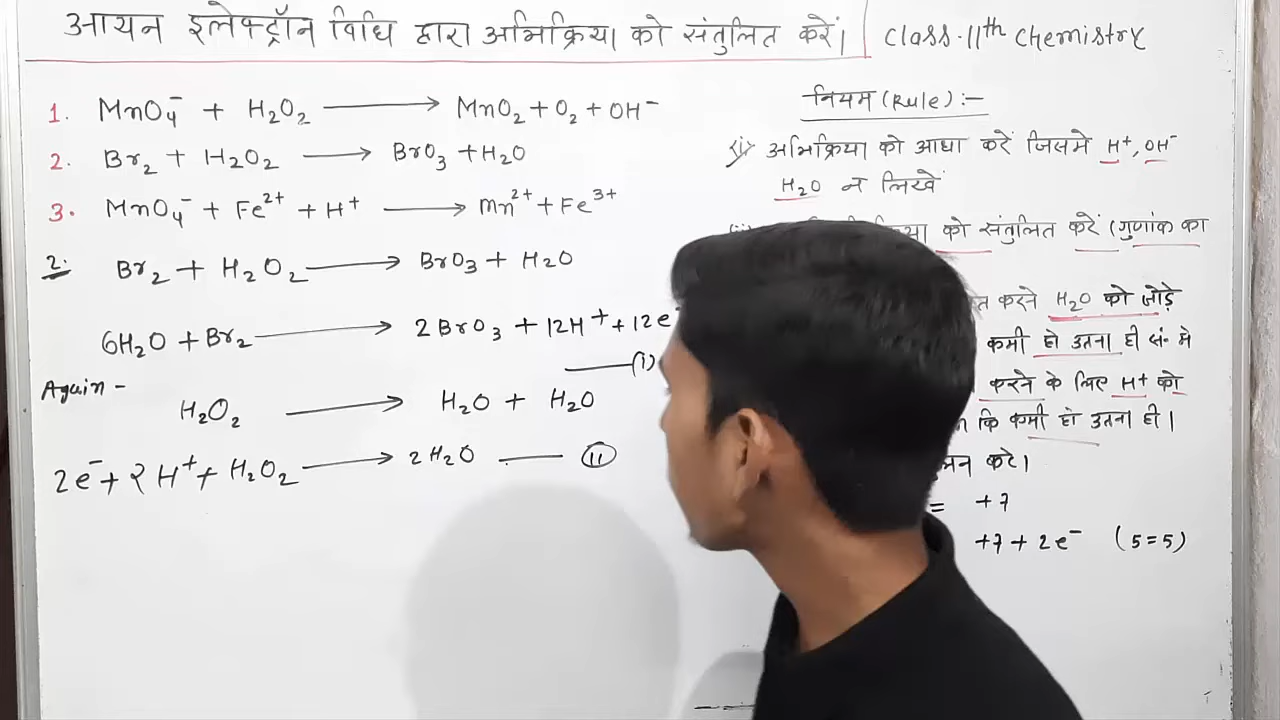 आयन इलेक्ट्रॉन विधि द्वारा अभिक्रिया को संतुलित करें। class-11th chemistry
1. MnO₄⁻ + H₂O₂ → MnO₂ + O₂ + OH⁻
2. Br₂ + H₂O₂ → BrO₃ + H₂O
3. MnO₄⁻ + Fe²⁺ + H⁺ → Mn²⁺ + Fe³⁺
2. Br₂ + H₂O₂ → BrO₃ + H₂O
6H₂O + Br₂ → 2BrO₃ + 12H⁺ + 12e⁻
—(i)
Again -
H₂O₂ → H₂O + H₂O
2e⁻ + 2H⁺ + H₂O₂ → 2H₂O — (ii)
नियम (Rule) :-
(i) अभिक्रिया को आधा करें जिसमे H⁺, OH⁻
H₂O न लिखें
को संतुलित करें (गुणांक का
करने H₂O को जोड़े
कमी हो उतना ही सं॰ मे
करने के लिए H⁺ को
कि कमी हो उतना ही।
करे।
= +7
+7 + 2e⁻ (5=5)